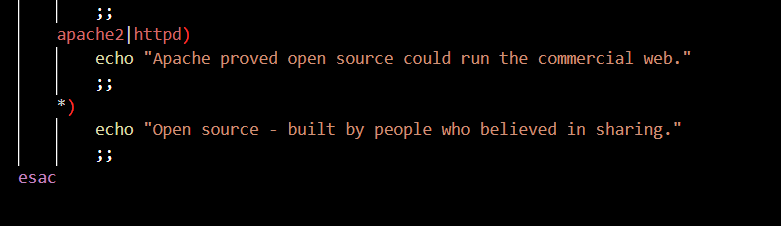 ;;
apache2|httpd)
echo "Apache proved open source could run the commercial web."
;;
*)
echo "Open source - built by people who believed in sharing."
;;
esac